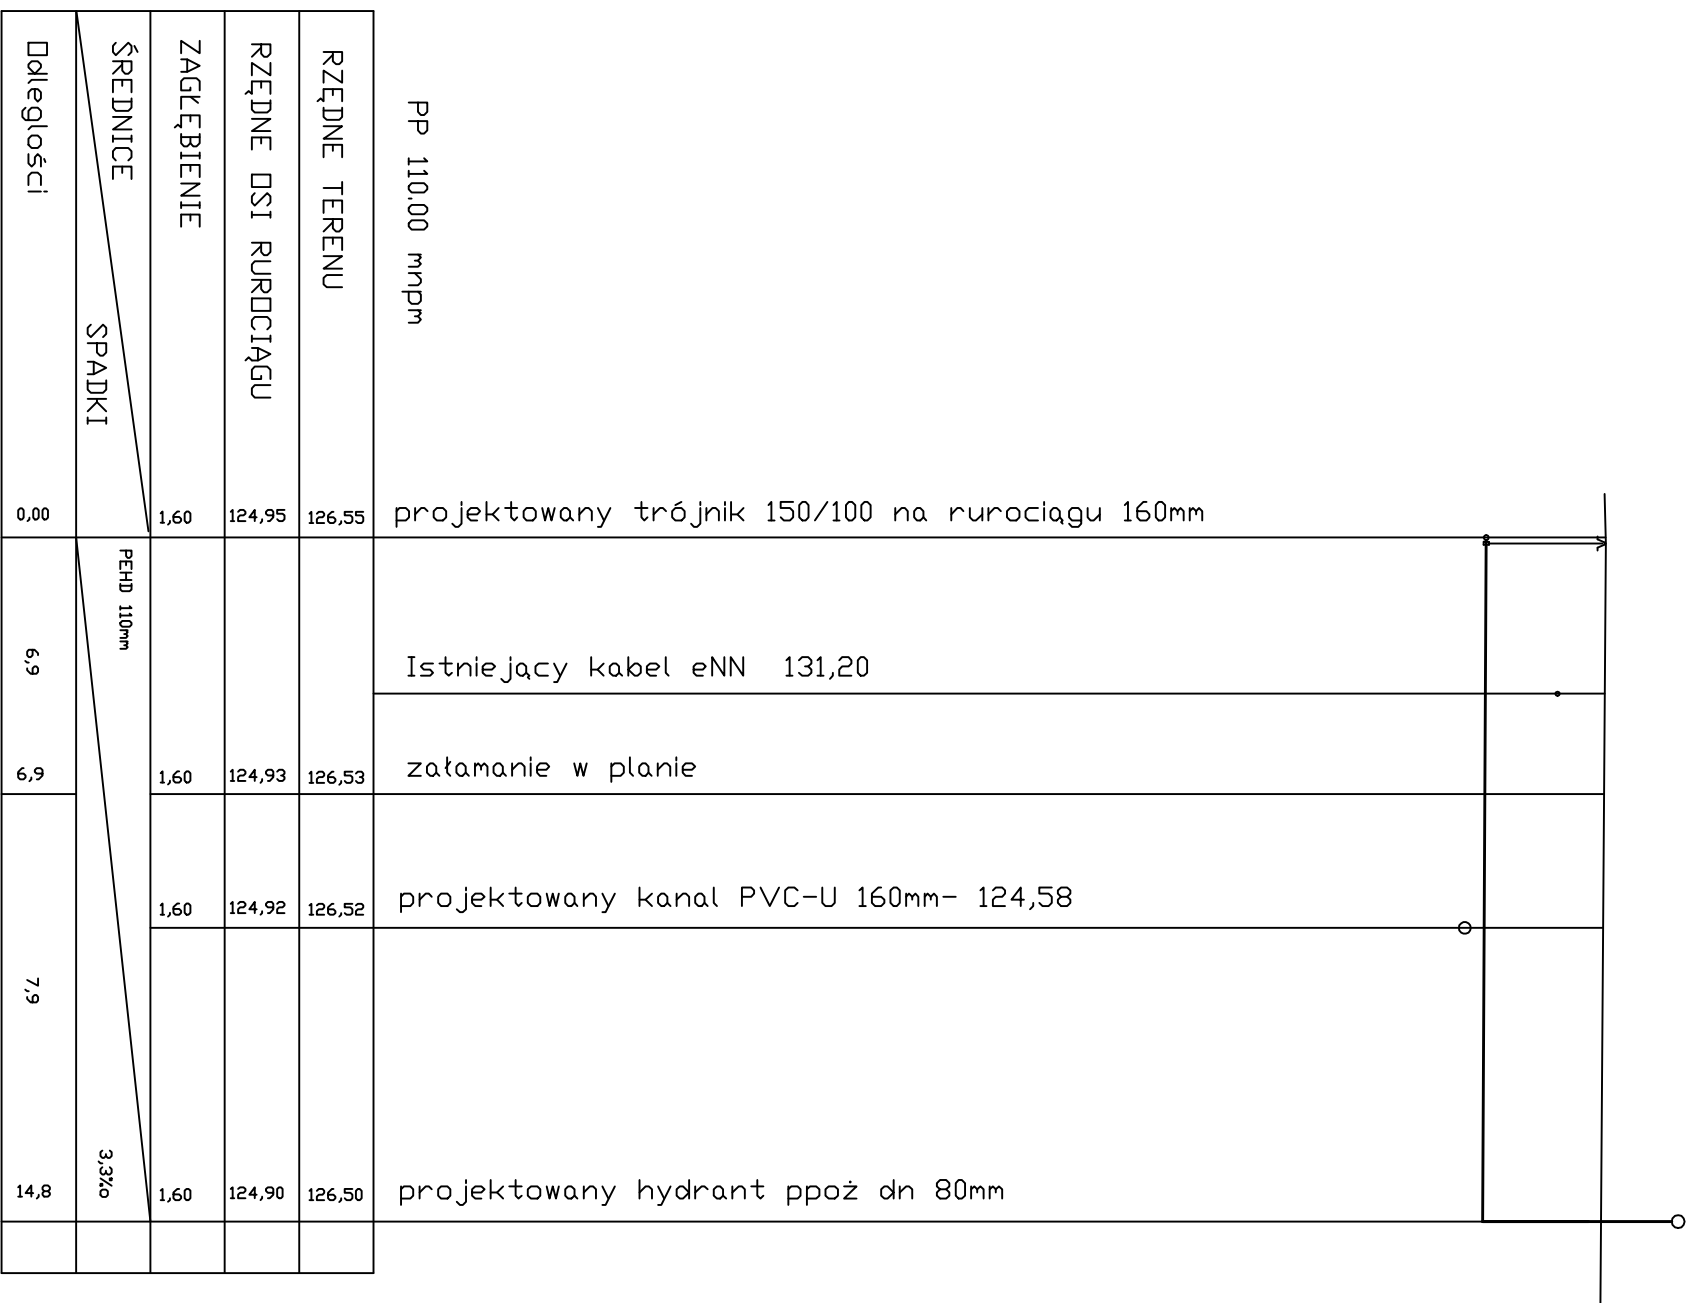 PP 110.00 mnpm
RZĘDNE TERENU
RZĘDNE OSI RUROCIĄGU
ZAGŁĘBIENIE
ŚREDNICE
SPADKI
Odległości
0,00 1,60 124,95 126,55 projektowany trójnik 150/100 na rurociągu 160mm
PEHD 110mm
6,9
Istniejący kabel eNN 131,20
6,9 1,60 124,93 126,53 załamanie w planie
1,60 124,92 126,52 projektowany kanal PVC-U 160mm- 124,58
7,9
3,3‰
14,8 1,60 124,90 126,50 projektowany hydrant ppoż dn 80mm